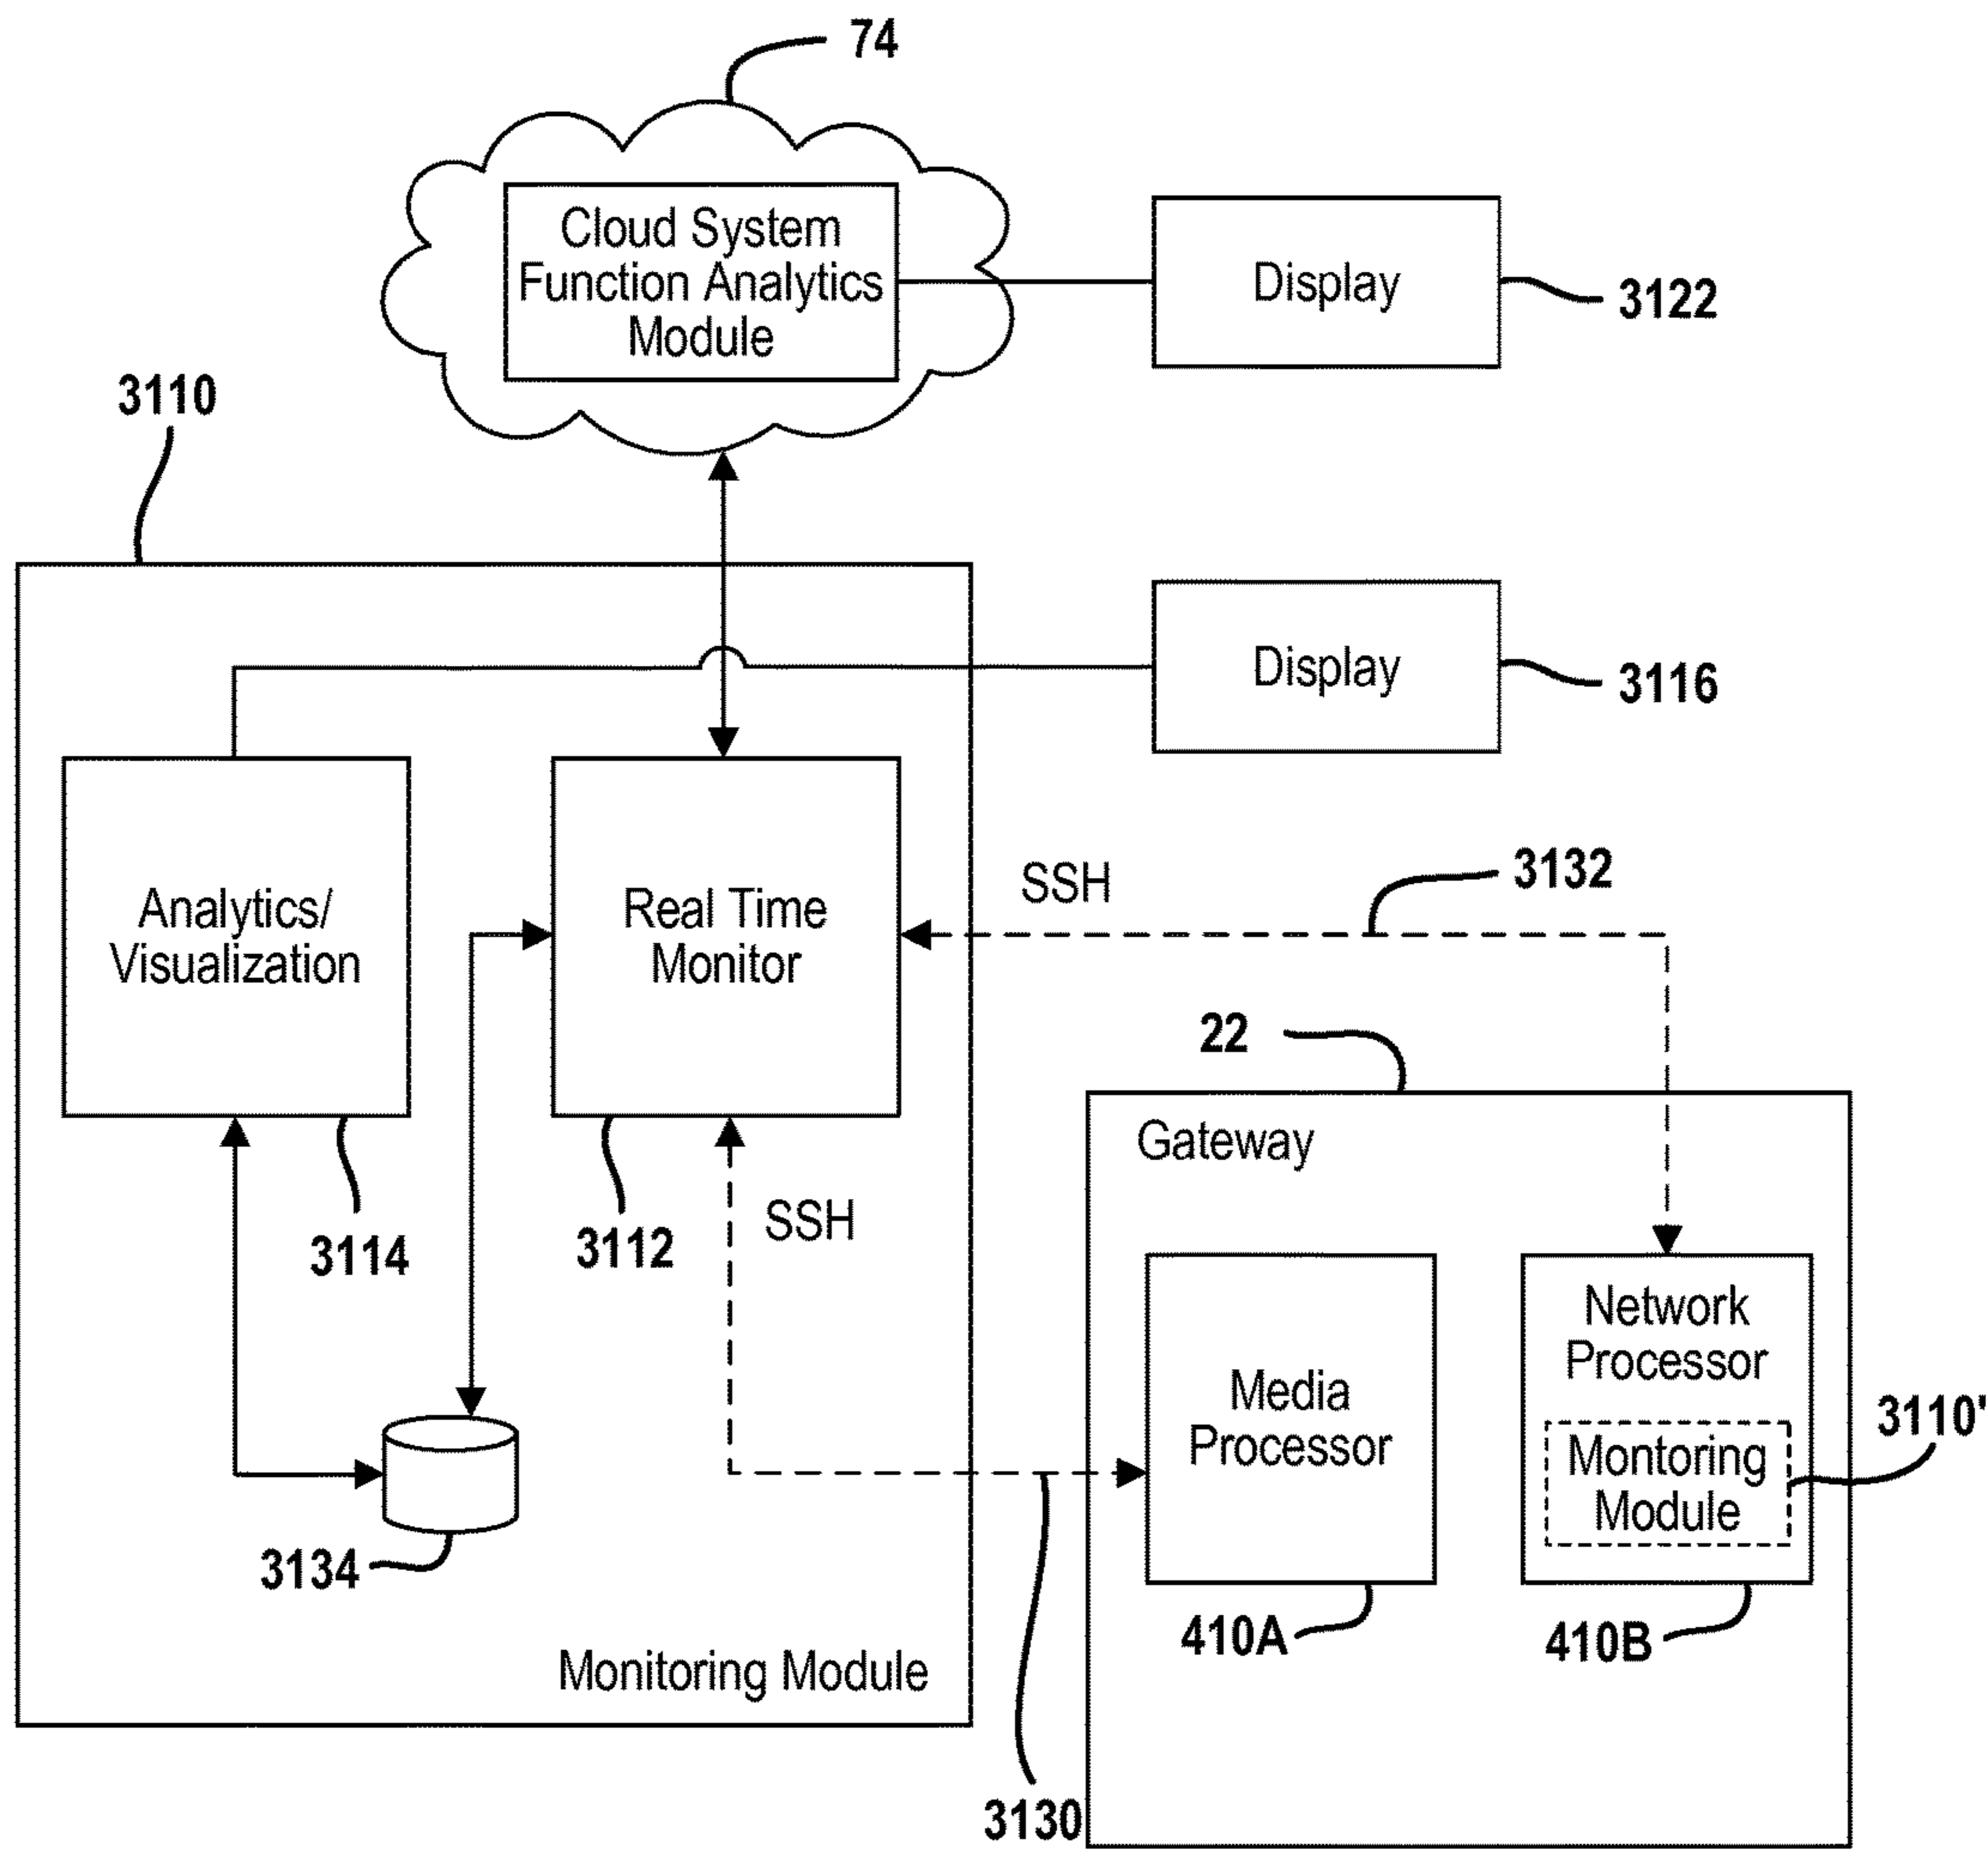 74
Cloud System
Function Analytics
Module
Display
3122
3110
Display
3116
Analytics/
Visualization
Real Time
Monitor
SSH
3132
22
Gateway
3114
3112
SSH
Network
Processor
Media
Processor
Montoring
Module
3110'
3134
410A
410B
Monitoring Module
3130